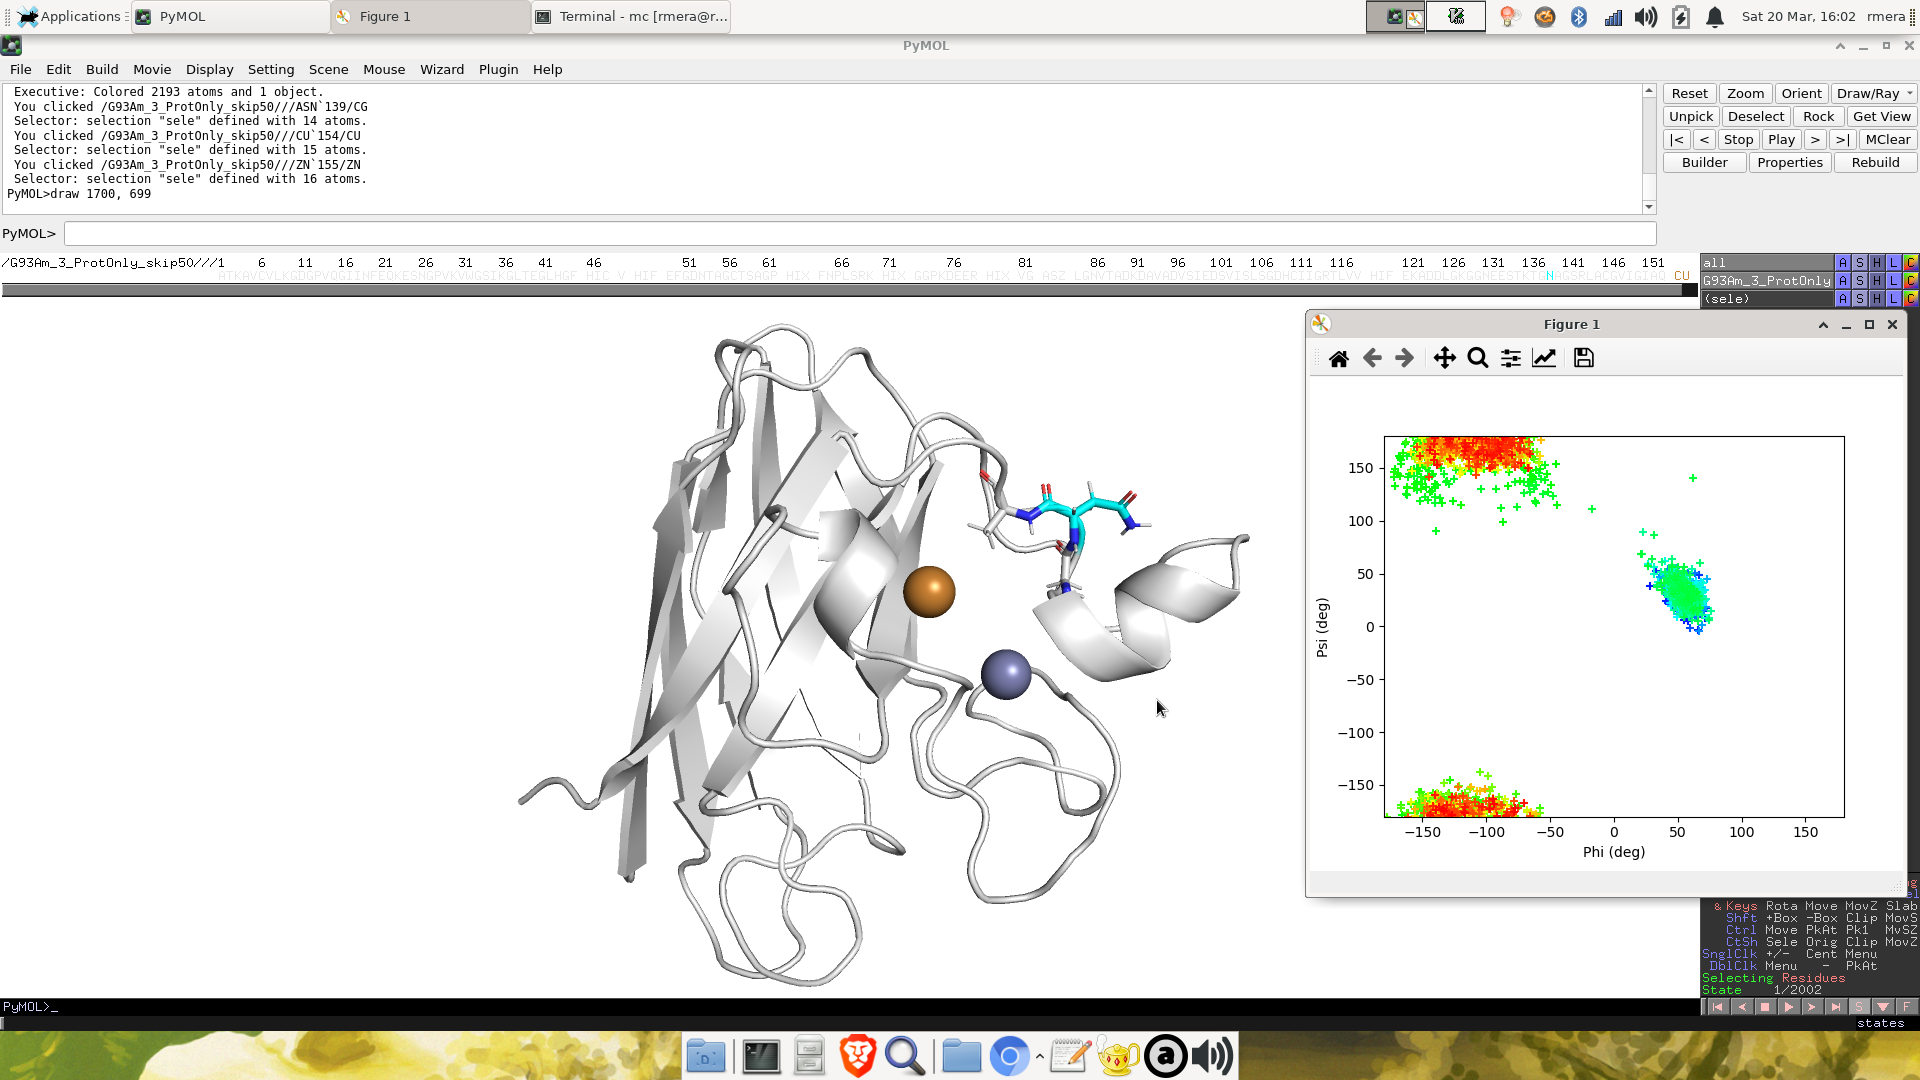 Applications PyMOL Figure 1 Terminal - mc [rmera@r... Sat 20 Mar, 16:02 rmera
PyMOL
File Edit Build Movie Display Setting Scene Mouse Wizard Plugin Help
Executive: Colored 2193 atoms and 1 object.
You clicked /G93Am_3_ProtOnly_skip50///ASN`139/CG
Selector: selection "sele" defined with 14 atoms.
You clicked /G93Am_3_ProtOnly_skip50///CU`154/CU
Selector: selection "sele" defined with 15 atoms.
You clicked /G93Am_3_ProtOnly_skip50///ZN`155/ZN
Selector: selection "sele" defined with 16 atoms.
PyMOL>draw 1700, 699
Reset Zoom Orient Draw/Ray
Unpick Deselect Rock Get View
|< < Stop Play > >| MClear
Builder Properties Rebuild
PyMOL>
/G93Am_3_ProtOnly_skip50///1 6 11 16 21 26 31 36 41 46 51 56 61 66 71 76 81 86 91 96 101 106 111 116 121 126 131 136 141 146 151
CU
all A S H L C
G93Am_3_ProtOnly A S H L C
(sele) A S H L C
Figure 1
150
100
50
0
−50
−100
−150
Psi (deg)
−150 −100 −50 0 50 100 150
Phi (deg)
& Keys Rota Move MovZ Slab
Shft +Box -Box Clip MovS
Ctrl Move PkAt Pk1 MvSZ
CtSh Sele Orig Clip MovZ
SnglClk +/- Cent Menu
DblClk Menu - PkAt
Selecting Residues
State 1/2002
PyMOL>_
S F
states